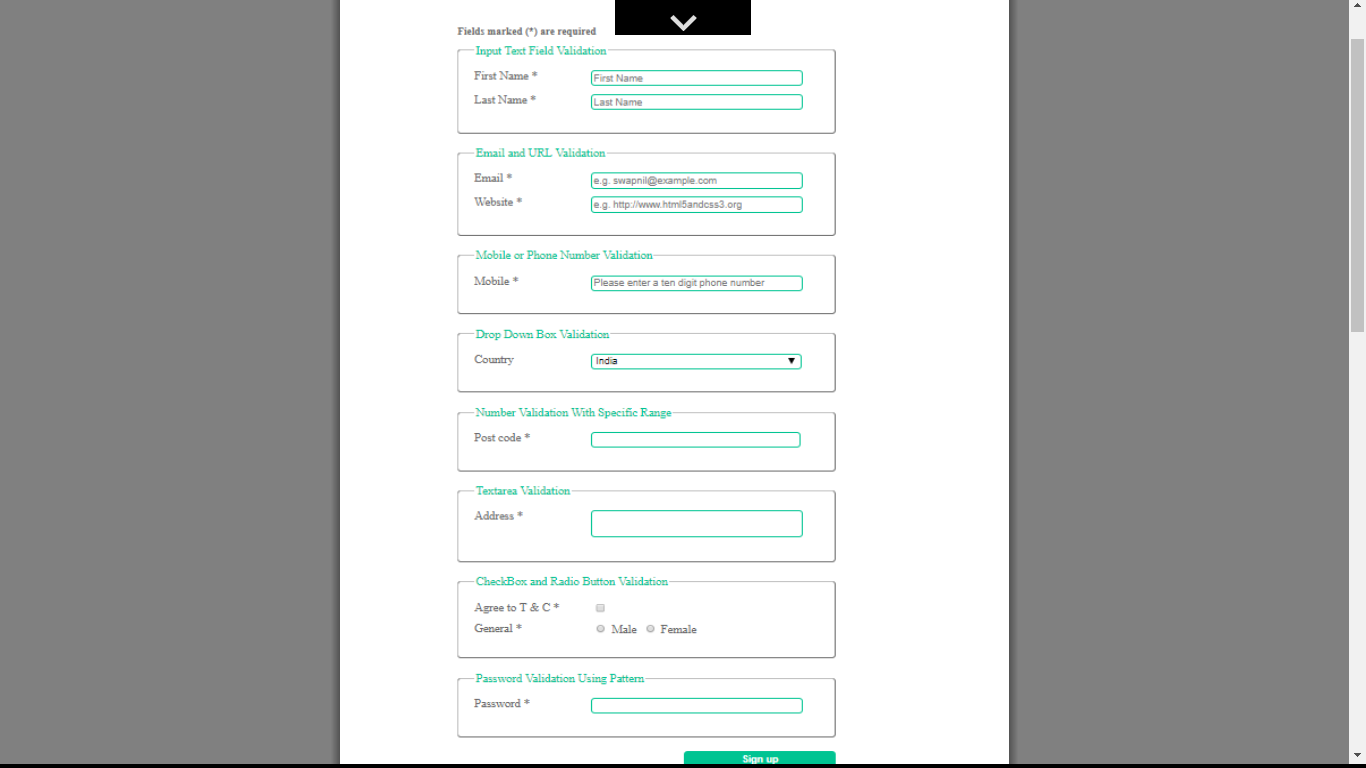 Fields marked (*) are required
Input Text Field Validation
First Name * First Name
Last Name * Last Name
Email and URL Validation
Email * e.g. swapnil@example.com
Website * e.g. http://www.html5andcss3.org
Mobile or Phone Number Validation
Mobile * Please enter a ten digit phone number
Drop Down Box Validation
Country India
Number Validation With Specific Range
Post code *
Textarea Validation
Address *
CheckBox and Radio Button Validation
Agree to T & C *
General * Male Female
Password Validation Using Pattern
Password *
Sign up